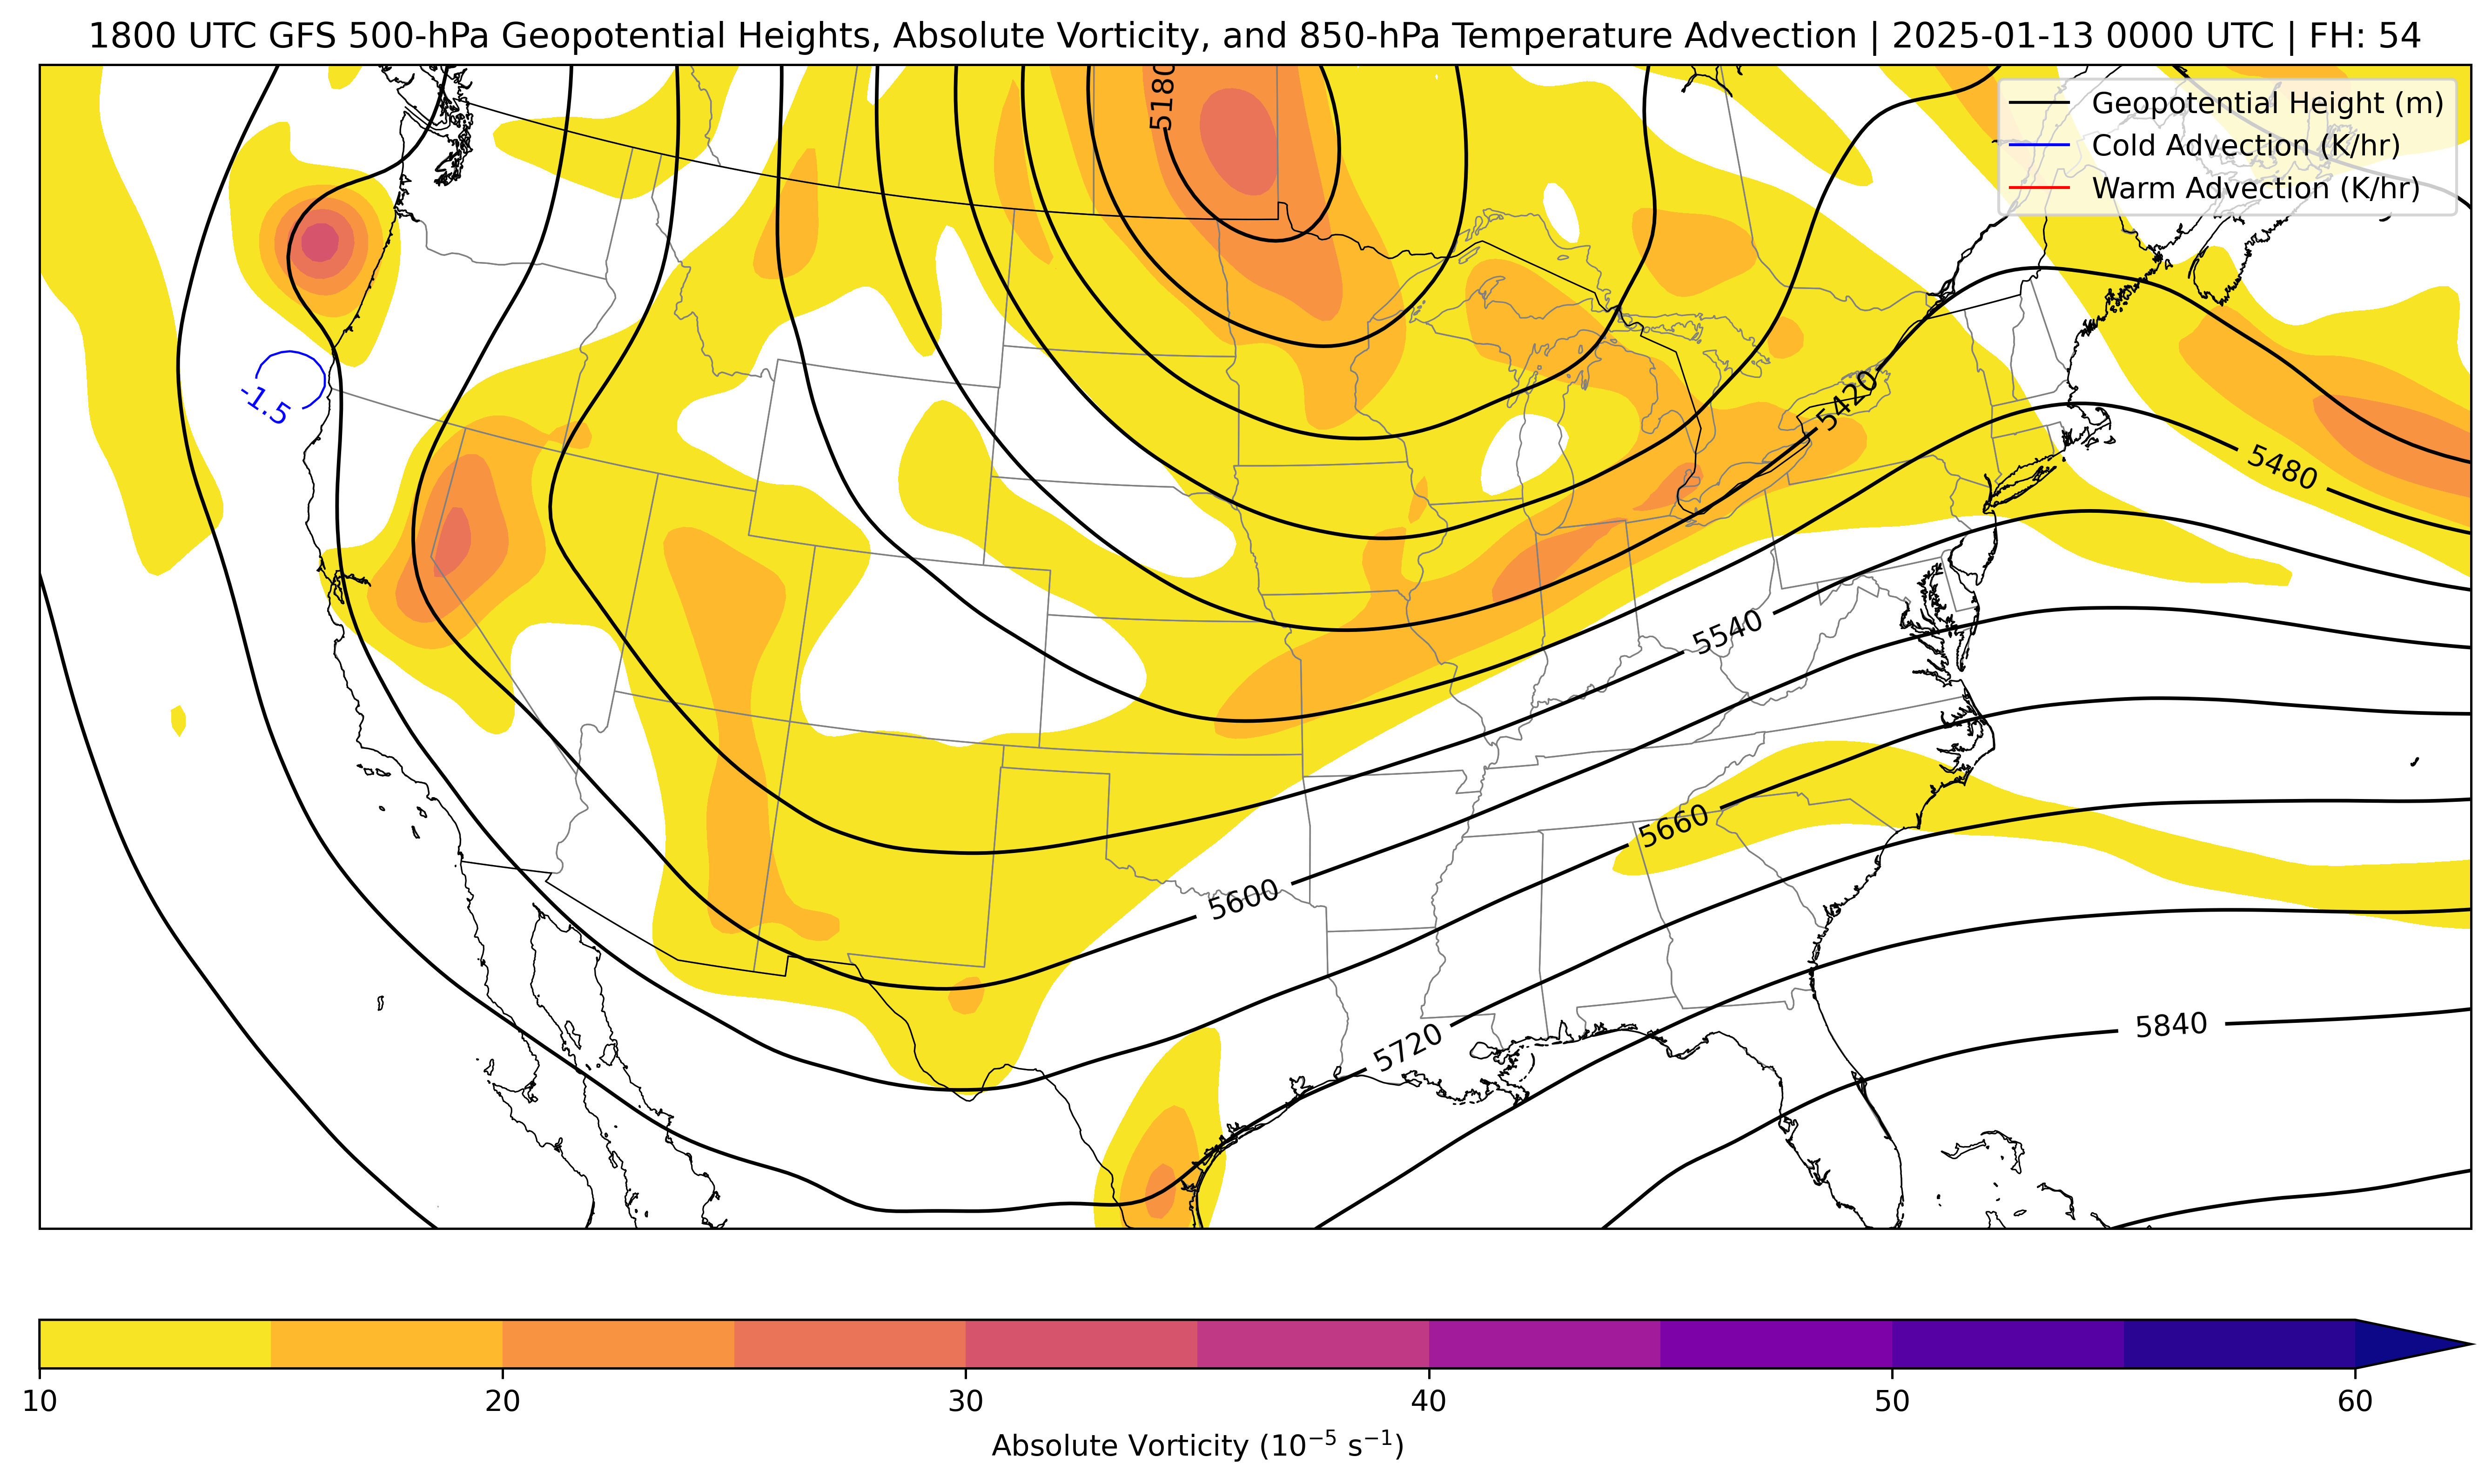 1800 UTC GFS 500-hPa Geopotential Heights, Absolute Vorticity, and 850-hPa Temperature Advection | 2025-01-13 0000 UTC | FH: 54
Geopotential Height (m)
Cold Advection (K/hr)
Warm Advection (K/hr)
5180
-1.5
5420
5480
5540
5660
5600
5720
5840
10 20 30 40 50 60
Absolute Vorticity (10⁻⁵ s⁻¹)